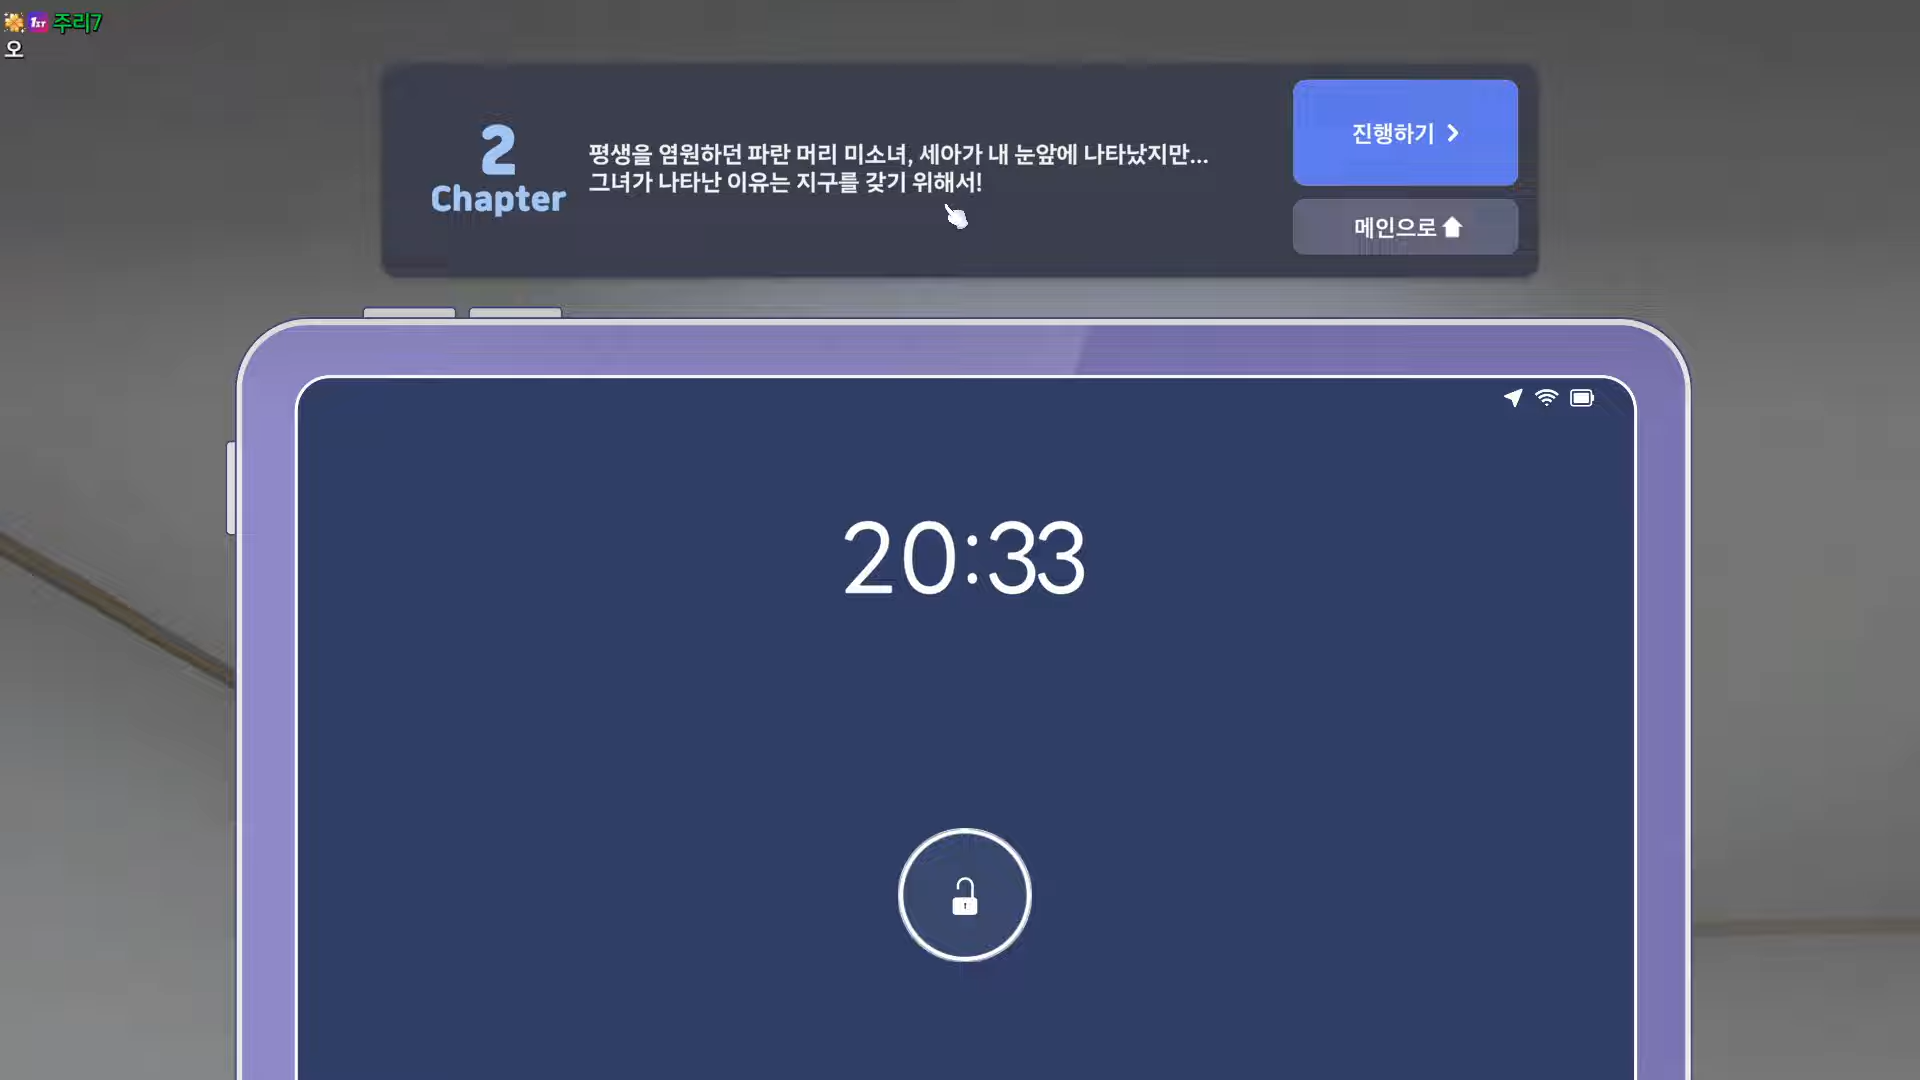 1ST 주리7
오
2
Chapter
평생을 염원하던 파란 머리 미소녀, 세아가 내 눈앞에 나타났지만...
그녀가 나타난 이유는 지구를 갖기 위해서!
진행하기
메인으로
20:33